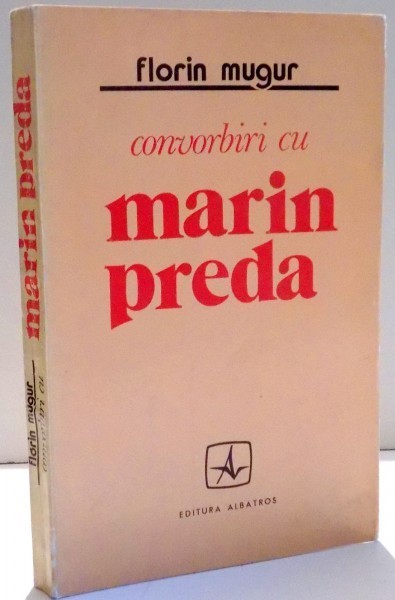 florin mugur
convorbiri cu
marin
preda
EDITURA ALBATROS
florin mugur
convorbiri cu
marin preda